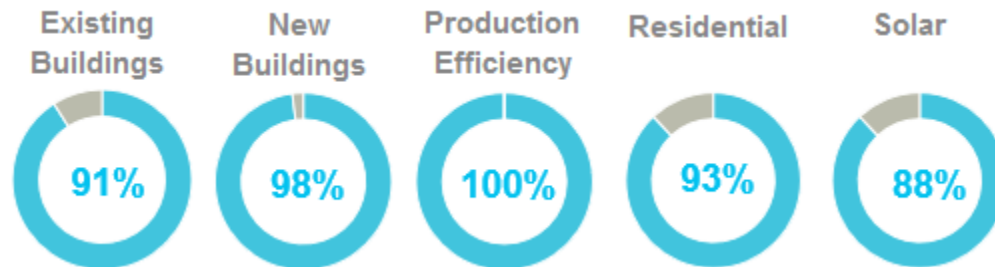 Existing
Buildings
New
Buildings
Production
Efficiency
Residential
Solar
91%
98%
100%
93%
88%